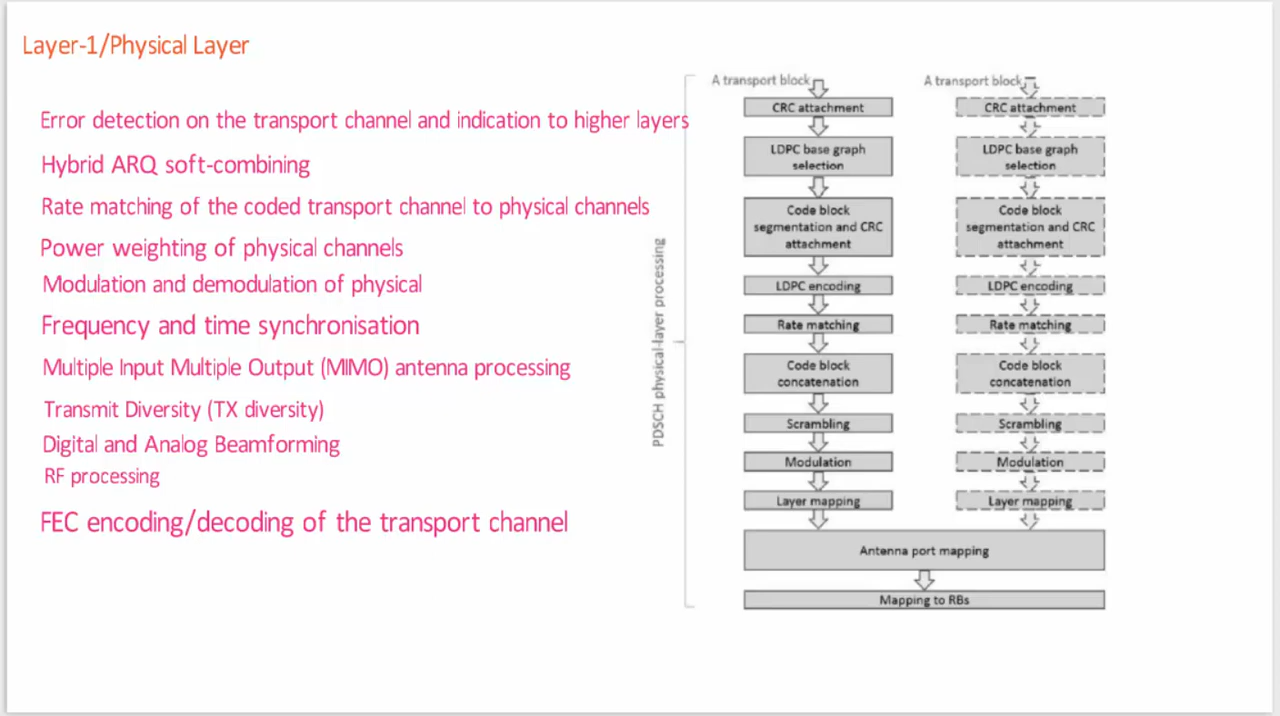 Layer-1/Physical Layer
Error detection on the transport channel and indication to higher layers
Hybrid ARQ soft-combining
Rate matching of the coded transport channel to physical channels
Power weighting of physical channels
Modulation and demodulation of physical
Frequency and time synchronisation
Multiple Input Multiple Output (MIMO) antenna processing
Transmit Diversity (TX diversity)
Digital and Analog Beamforming
RF processing
FEC encoding/decoding of the transport channel
PDSCH physical-layer processing
A transport block
CRC attachment
LDPC base graph
selection
Code block
segmentation and CRC
attachment
LDPC encoding
Rate matching
Code block
concatenation
Scrambling
Modulation
Layer mapping
A transport block
CRC attachment
LDPC base graph
selection
Code block
segmentation and CRC
attachment
LDPC encoding
Rate matching
Code block
concatenation
Scrambling
Modulation
Layer mapping
Antenna port mapping
Mapping to RBs